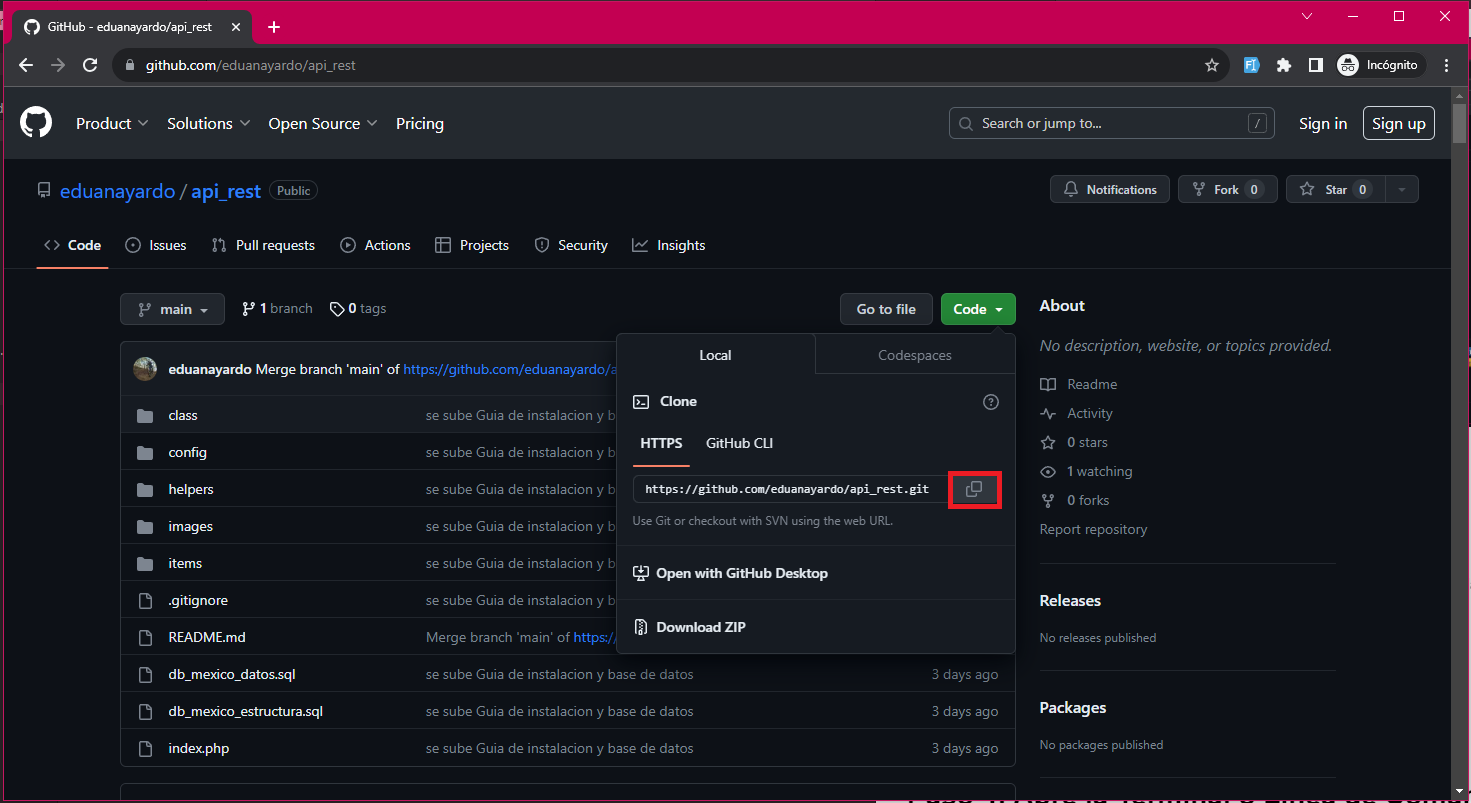 GitHub - eduanayardo/api_rest
github.com/eduanayardo/api_rest
Incógnito
Product
Solutions
Open Source
Pricing
Search or jump to...
/
Sign in
Sign up
eduanayardo / api_rest
Public
Notifications
Fork 0
Star 0
Code
Issues
Pull requests
Actions
Projects
Security
Insights
main
1 branch
0 tags
Go to file
Code
About
No description, website, or topics provided.
Readme
Activity
0 stars
1 watching
0 forks
Report repository
Releases
No releases published
Packages
No packages published
Local
Codespaces
Clone
HTTPS
GitHub CLI
https://github.com/eduanayardo/api_rest.git
Use Git or checkout with SVN using the web URL.
Open with GitHub Desktop
Download ZIP
eduanayardo Merge branch 'main' of https://github.com/eduanayardo/a
class se sube Guia de instalacion y b
config se sube Guia de instalacion y b
helpers se sube Guia de instalacion y b
images se sube Guia de instalacion y b
items se sube Guia de instalacion y b
.gitignore se sube Guia de instalacion y b
README.md Merge branch 'main' of https:/
db_mexico_datos.sql se sube Guia de instalacion y base de datos 3 days ago
db_mexico_estructura.sql se sube Guia de instalacion y base de datos 3 days ago
index.php se sube Guia de instalacion y base de datos 3 days ago